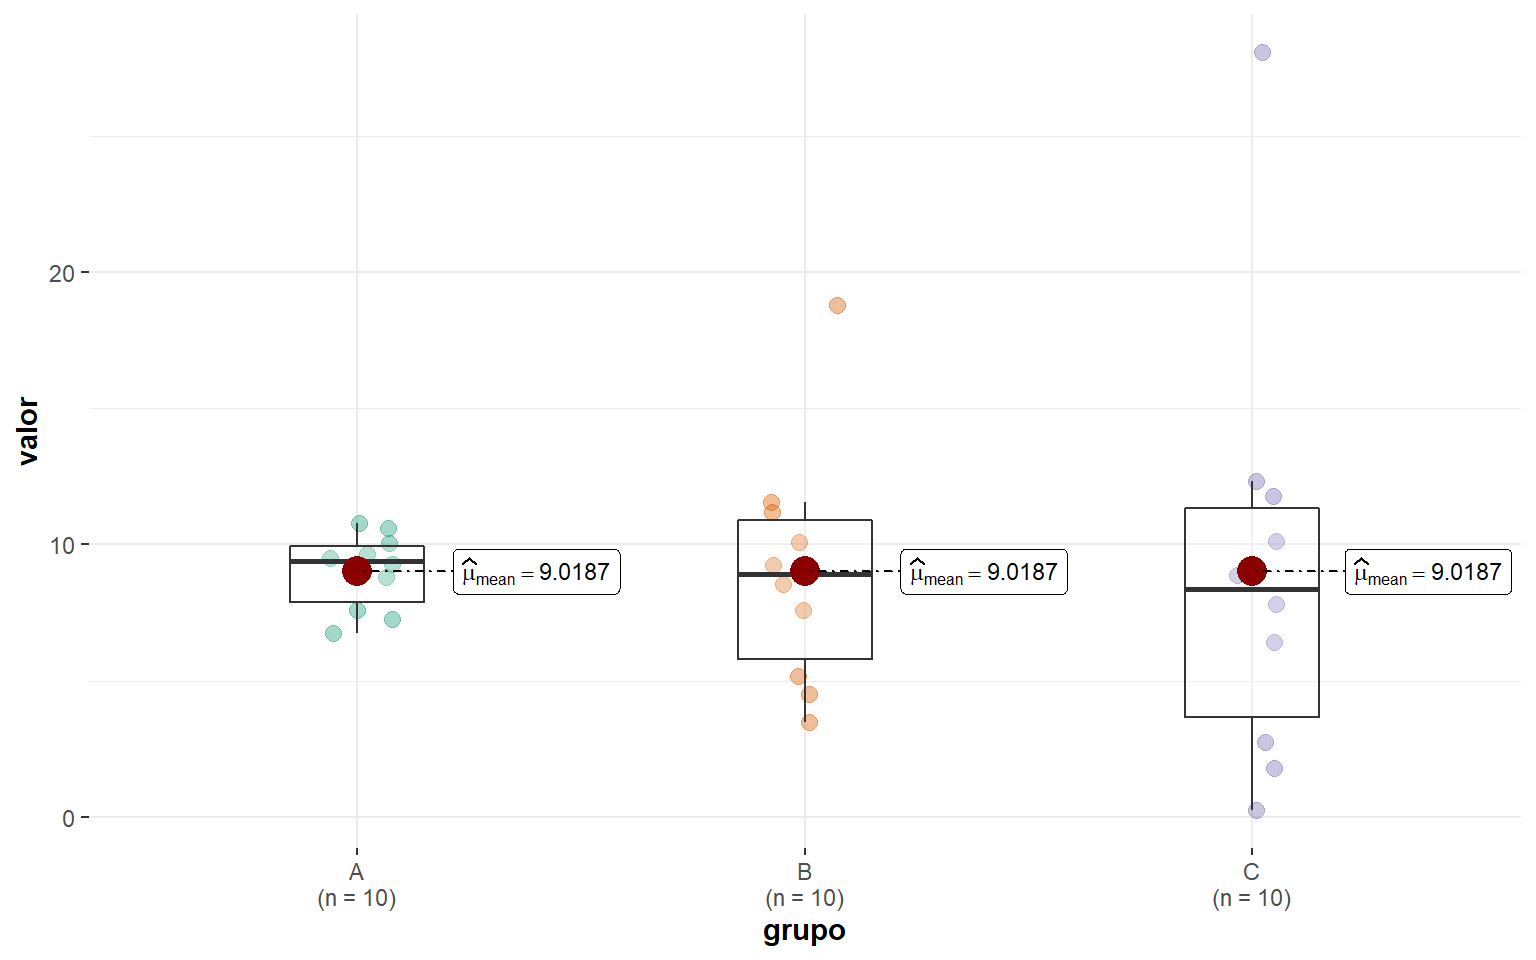 valor
20
10
0
μ̂mean = 9.0187
μ̂mean = 9.0187
μ̂mean = 9.0187
A
(n = 10)
B
(n = 10)
C
(n = 10)
grupo